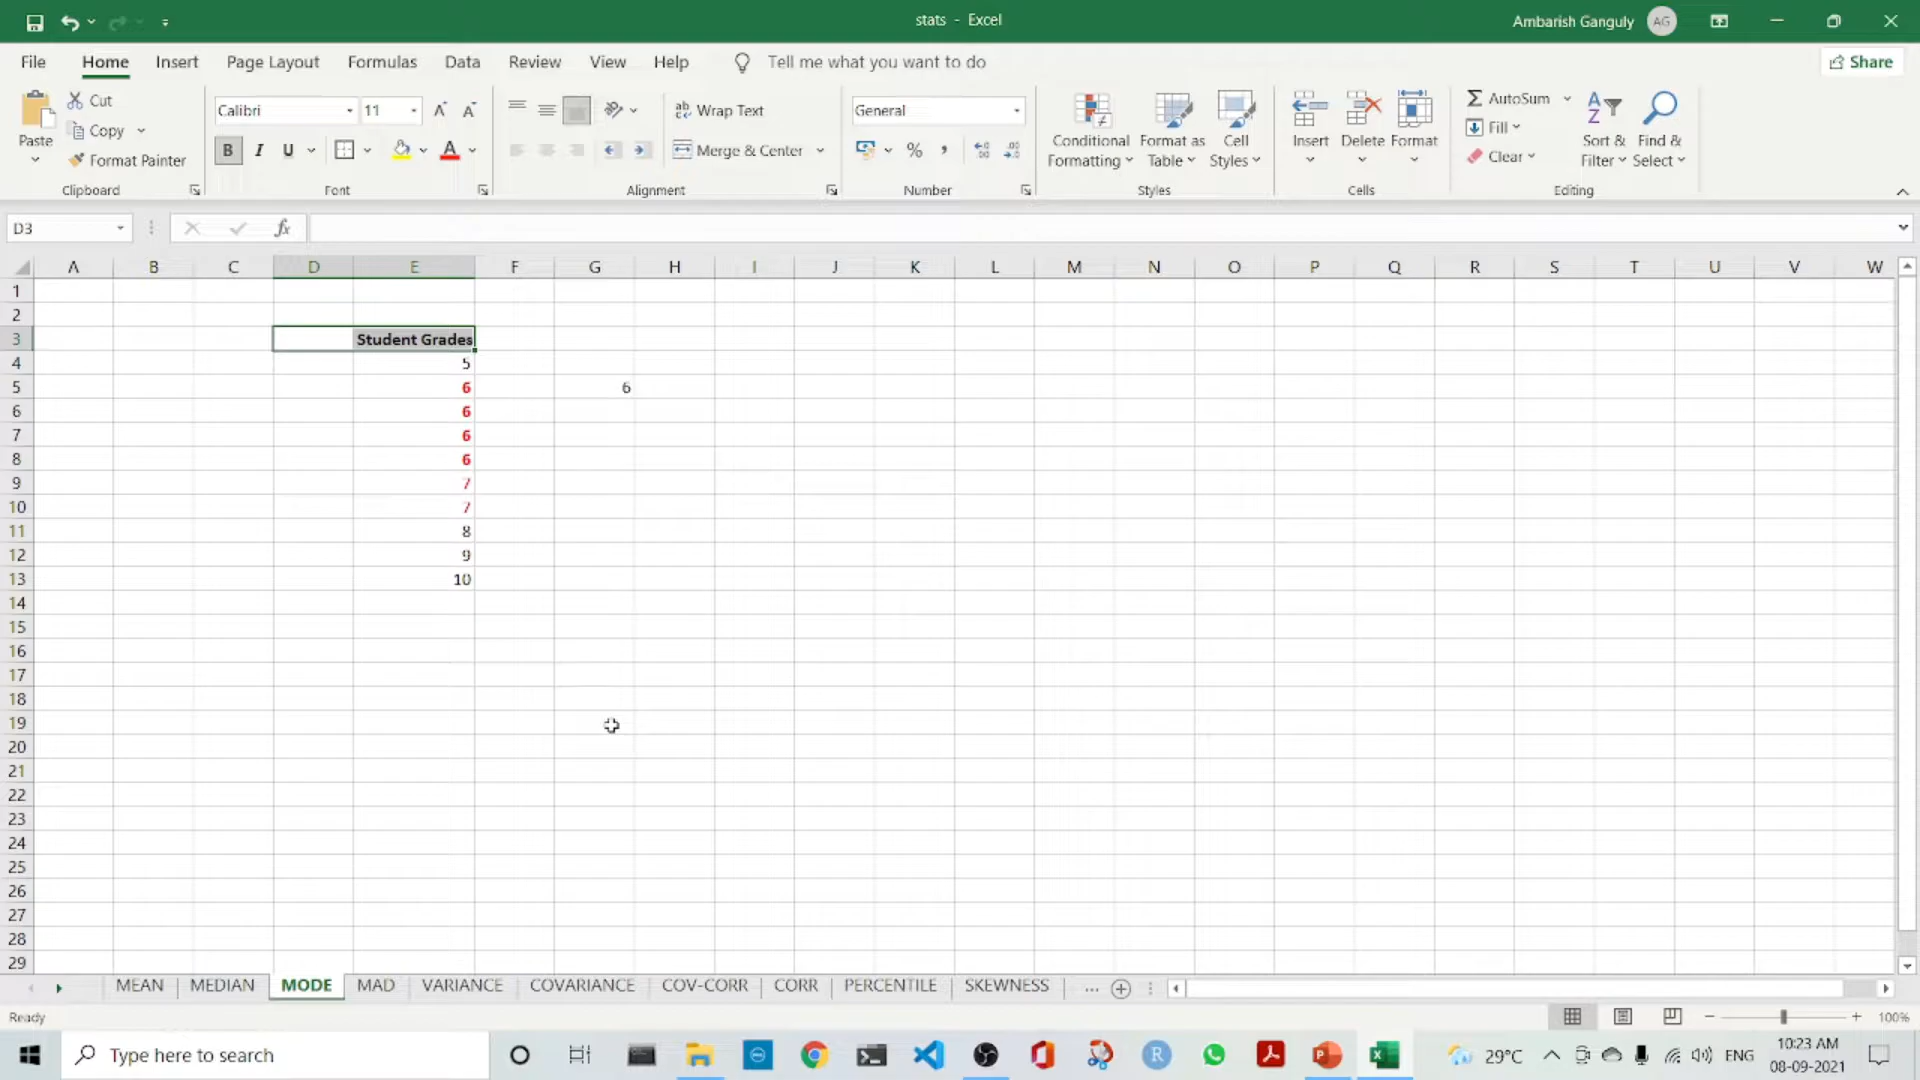 stats - Excel
Ambarish Ganguly AG
File Home Insert Page Layout Formulas Data Review View Help Tell me what you want to do Share
Paste
Cut
Copy
Format Painter
Clipboard
Calibri 11
B I U
Font
Wrap Text
Merge & Center
Alignment
General
%
Number
Conditional Formatting
Format as Table
Cell Styles
Styles
Insert Delete Format
Cells
AutoSum
Fill
Clear
Sort & Filter
Find & Select
Editing
D3 fx
A B C D E F G H I J K L M N O P Q R S T U V W
1
2
3 Student Grades
4 5
5 6 6
6 6
7 6
8 6
9 7
10 7
11 8
12 9
13 10
14
15
16
17
18
19
20
21
22
23
24
25
26
27
28
29
MEAN MEDIAN MODE MAD VARIANCE COVARIANCE COV-CORR CORR PERCENTILE SKEWNESS ...
Ready 100%
Type here to search 29°C ENG 10:23 AM
08-09-2021